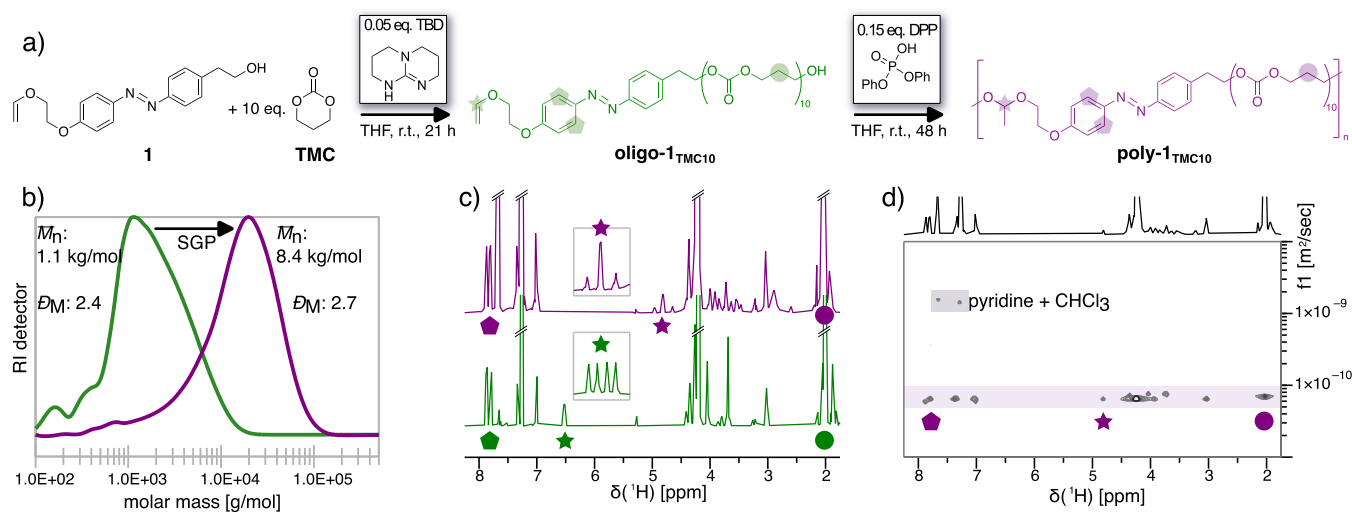 a)
0.05 eq. TBD
N
N
H
N
O
OH
N
N
O
O
1
+ 10 eq.
O
O
O
TMC
THF, r.t., 21 h
O
O
N
N
O
O
O
OH
10
oligo-1TMC10
0.15 eq. DPP
O
OH
P
PhO
OPh
THF, r.t., 48 h
O
O
O
N
N
O
O
O
10
n
poly-1TMC10
b)
M̅n:
1.1 kg/mol
ĐM: 2.4
SGP
M̅n:
8.4 kg/mol
ĐM: 2.7
RI detector
1.0E+02
1.0E+03
1.0E+04
1.0E+05
molar mass [g/mol]
c)
8
7
6
5
4
3
2
δ(¹H) [ppm]
d)
pyridine + CHCl3
f1 [m²/sec]
1×10⁻⁹
1×10⁻¹⁰
8
7
6
5
4
3
2
δ(¹H) [ppm]